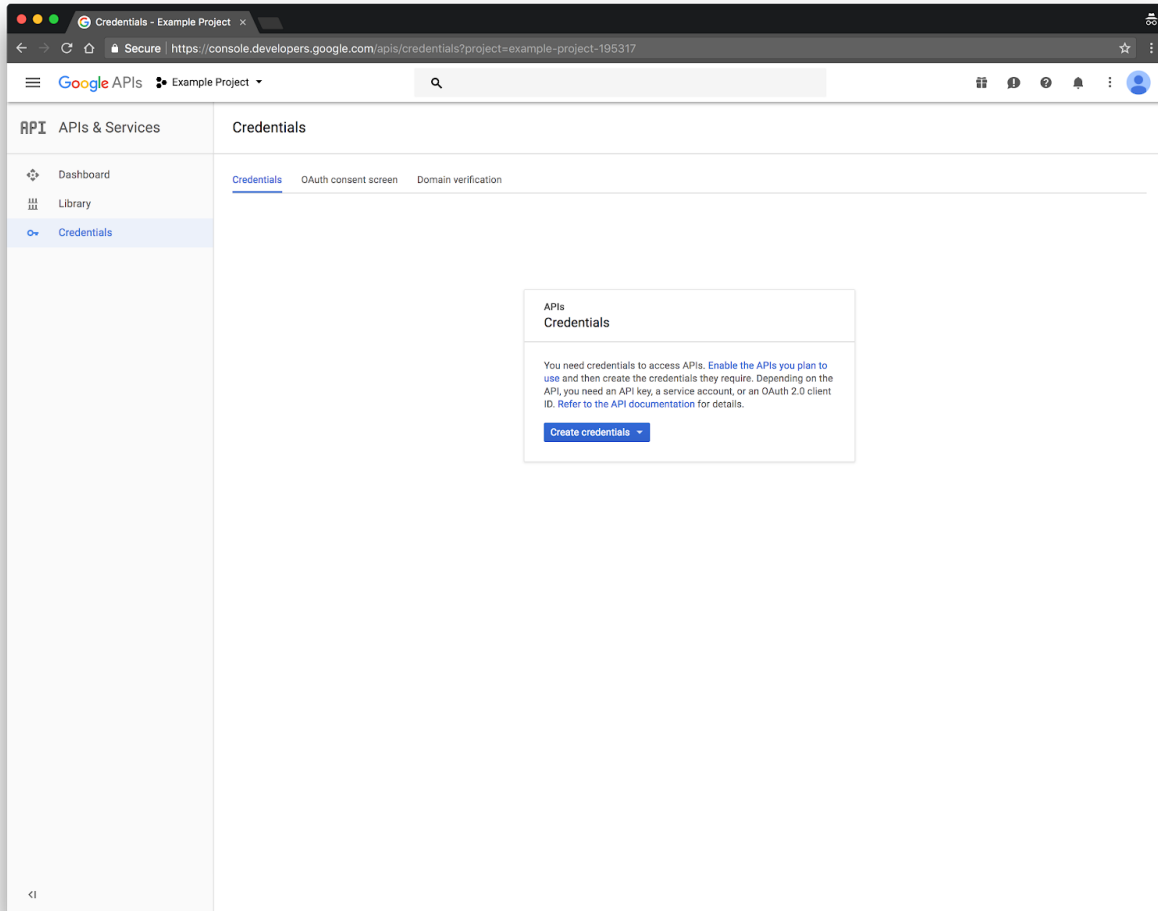 Credentials - Example Project
Secure https://console.developers.google.com/apis/credentials?project=example-project-195317
Google APIs Example Project
API APIs & Services
Credentials
Dashboard
Library
Credentials
Credentials OAuth consent screen Domain verification
APIs
Credentials
You need credentials to access APIs. Enable the APIs you plan to
use and then create the credentials they require. Depending on the
API, you need an API key, a service account, or an OAuth 2.0 client
ID. Refer to the API documentation for details.
Create credentials